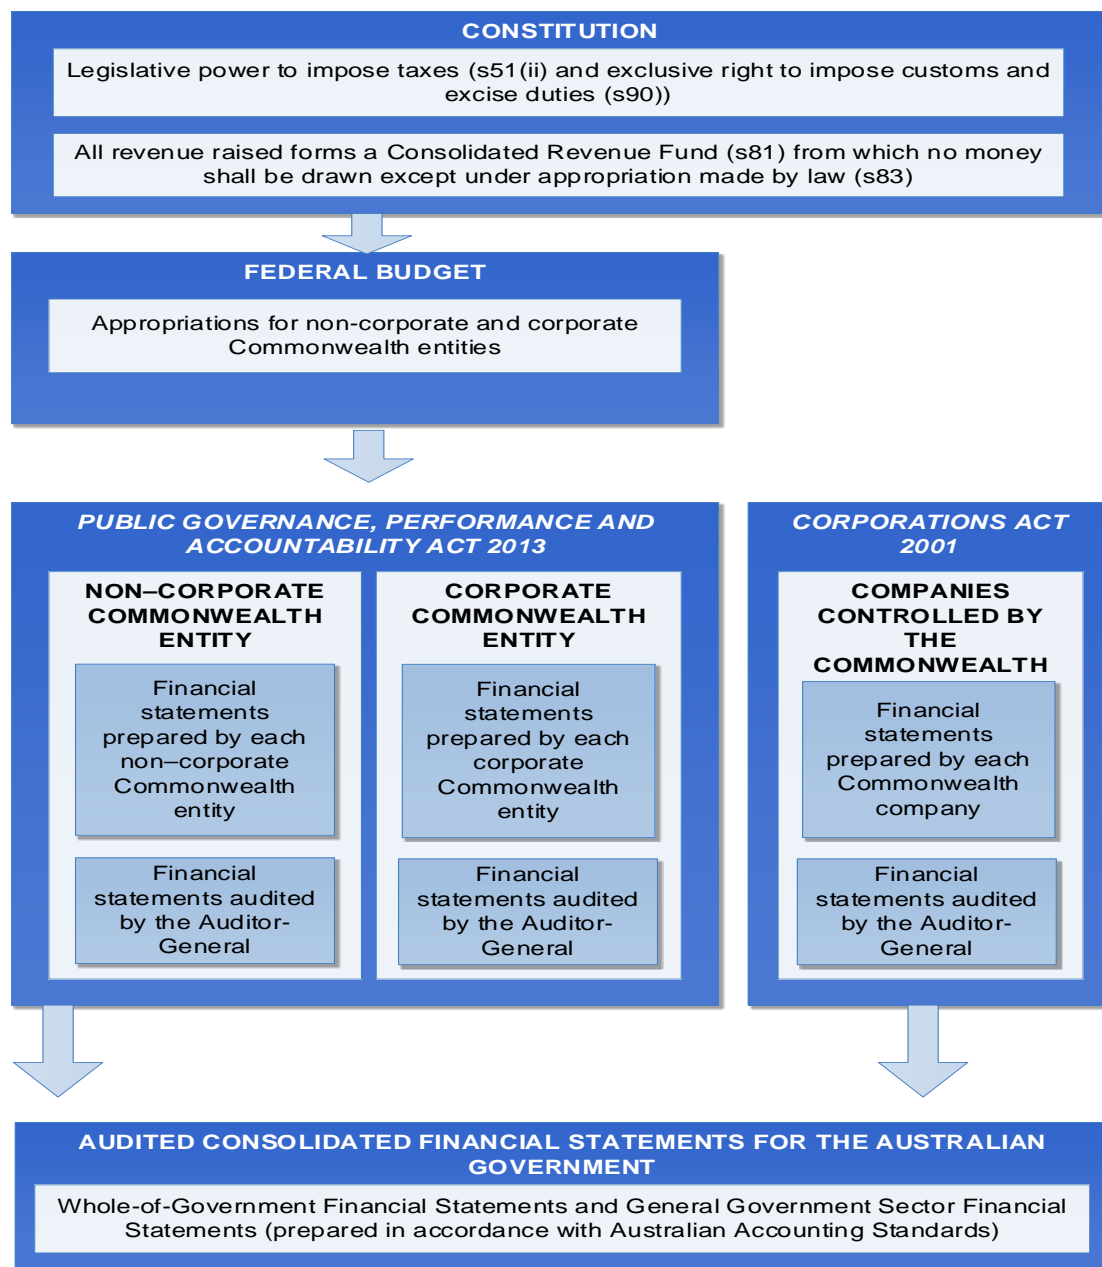 CONSTITUTION
Legislative power to impose taxes (s51(ii) and exclusive right to impose customs and
excise duties (s90))
All revenue raised forms a Consolidated Revenue Fund (s81) from which no money
shall be drawn except under appropriation made by law (s83)
FEDERAL BUDGET
Appropriations for non-corporate and corporate
Commonwealth entities
PUBLIC GOVERNANCE, PERFORMANCE AND
ACCOUNTABILITY ACT 2013
NON–CORPORATE
COMMONWEALTH
ENTITY
Financial
statements
prepared by each
non–corporate
Commonwealth
entity
Financial
statements audited
by the Auditor-
General
CORPORATE
COMMONWEALTH
ENTITY
Financial
statements
prepared by each
corporate
Commonwealth
entity
Financial
statements audited
by the Auditor-
General
CORPORATIONS ACT
2001
COMPANIES
CONTROLLED BY
THE
COMMONWEALTH
Financial
statements
prepared by each
Commonwealth
company
Financial
statements audited
by the Auditor-
General
AUDITED CONSOLIDATED FINANCIAL STATEMENTS FOR THE AUSTRALIAN
GOVERNMENT
Whole-of-Government Financial Statements and General Government Sector Financial
Statements (prepared in accordance with Australian Accounting Standards)